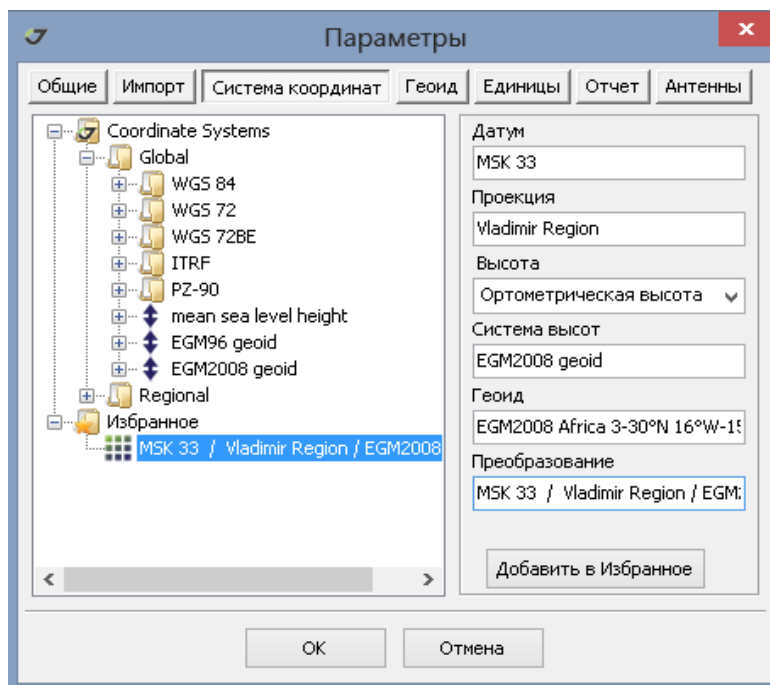 Параметры
Общие Импорт Система координат Геоид Единицы Отчет Антенны
Coordinate Systems
Global
WGS 84
WGS 72
WGS 72BE
ITRF
PZ-90
mean sea level height
EGM96 geoid
EGM2008 geoid
Regional
Избранное
MSK 33 / Vladimir Region / EGM2008
Датум
MSK 33
Проекция
Vladimir Region
Высота
Ортометрическая высота
Система высот
EGM2008 geoid
Геоид
EGM2008 Africa 3-30°N 16°W-15
Преобразование
MSK 33 / Vladimir Region / EGM
Добавить в Избранное
OK Отмена